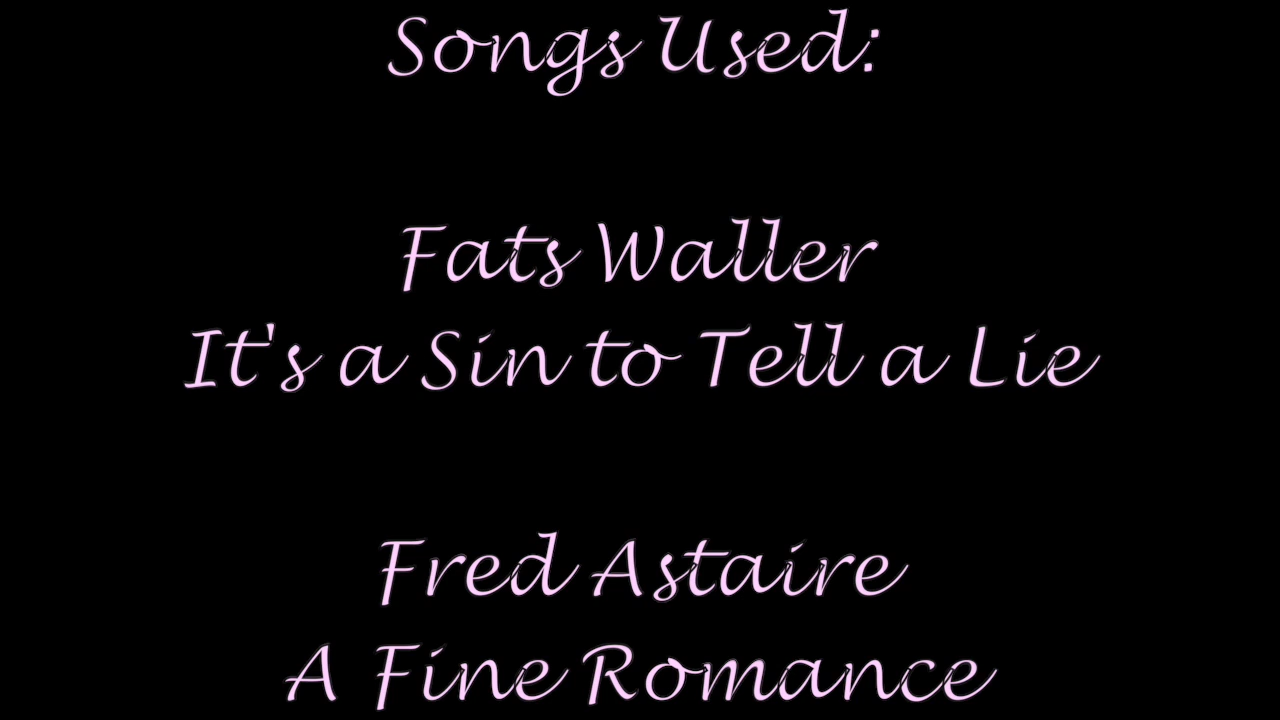 Songs Used:
Fats Waller
It's a Sin to Tell a Lie
Fred Astaire
A Fine Romance